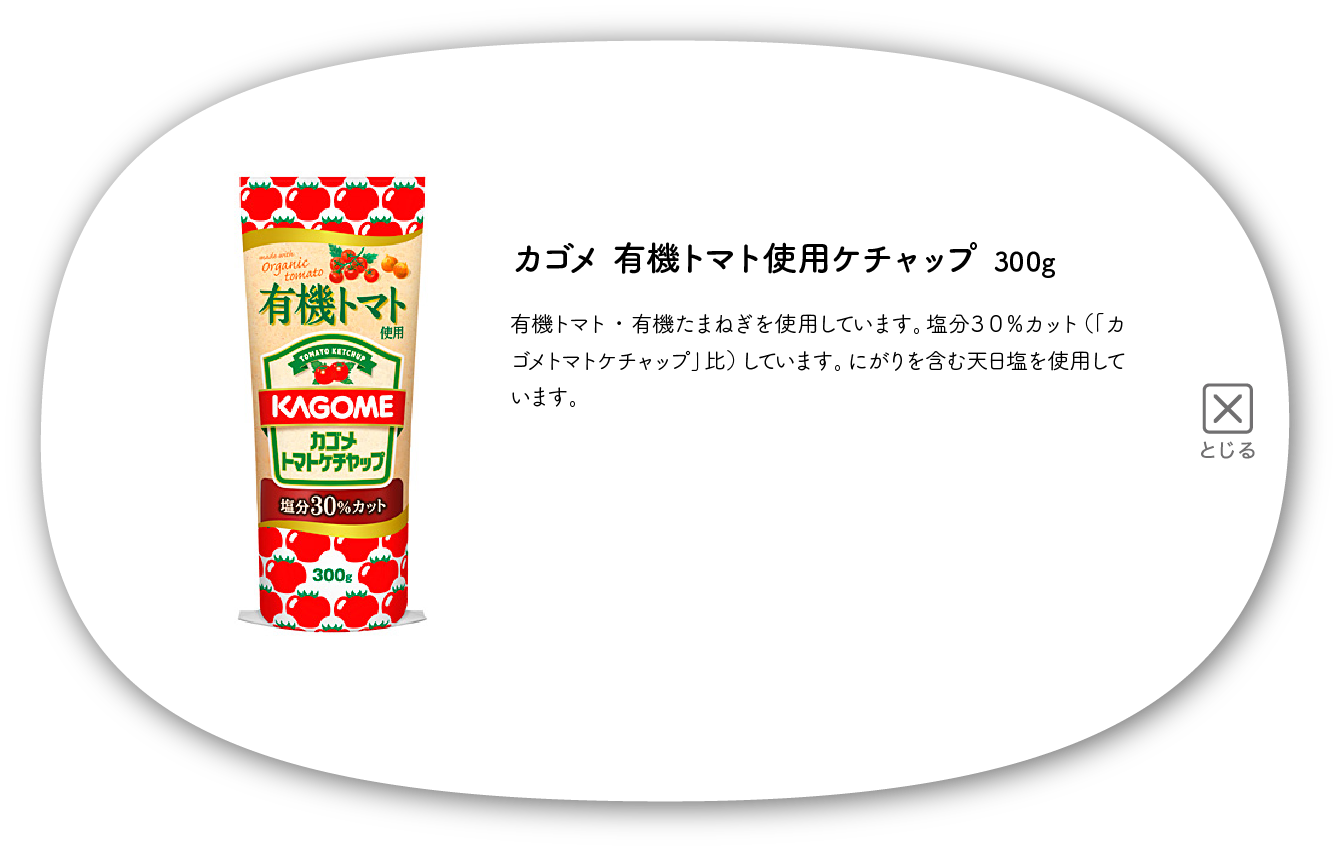 made with
Organic
tomato
有機トマト
使用
TOMATO KETCHUP
KAGOME
カゴメ
トマトケチャップ
塩分30%カット
300g
カゴメ 有機トマト使用ケチャップ 300g
有機トマト・有機たまねぎを使用しています。塩分３０％カット（「カ
ゴメトマトケチャップ」比）しています。にがりを含む天日塩を使用して
います。
とじる